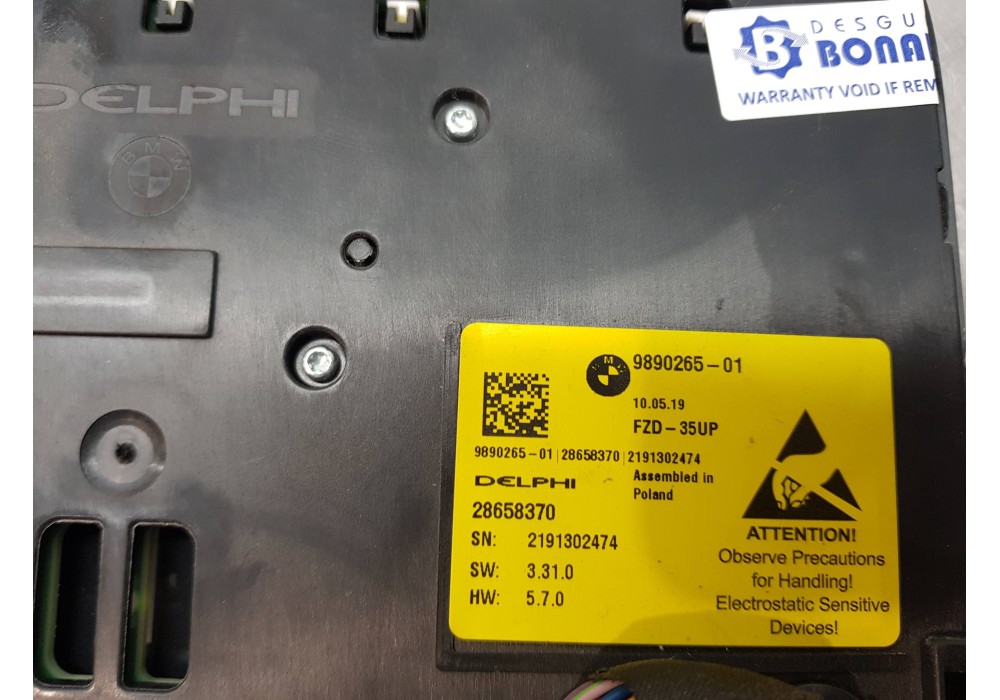 DESGU
BONA
WARRANTY VOID IF REM
DELPHI
BMW
BMW
9890265-01
10.05.19
FZD-35UP
9890265-01|28658370|2191302474
DELPHI
Assembled in
Poland
28658370
SN: 2191302474
SW: 3.31.0
HW: 5.7.0
ATTENTION!
Observe Precautions
for Handling!
Electrostatic Sensitive
Devices!